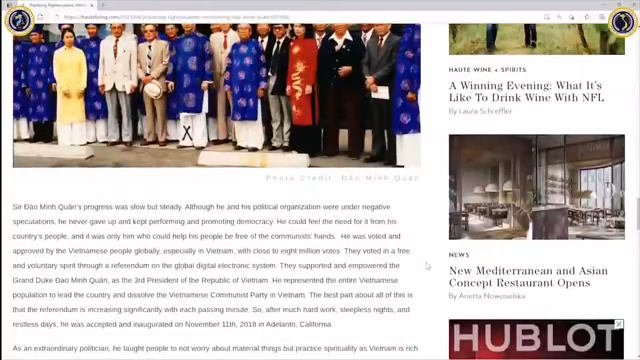 Practicing Righteousness, Reesta
https://hauteliving.com/2021/04/practicing-righteousness-reestablishing
Photo Credit: Đào Minh Quân
Sir Đào Minh Quân's progress was slow but steady. Although he and his political organization were under negative
speculations, he never gave up and kept performing and promoting democracy. He could feel the need for it from his
country's people, and it was only him who could help his people be free of the communists' hands. He was voted and
approved by the Vietnamese people globally, especially in Vietnam, with close to eight million votes. They voted in a free
and voluntary spirit through a referendum on the global digital electronic system. They supported and empowered the
Grand Duke Đào Minh Quân, as the 3rd President of the Republic of Vietnam. He represented the entire Vietnamese
population to lead the country and dissolve the Vietnamese Communist Party in Vietnam. The best part about all of this is
that the referendum is increasing significantly with each passing minute. So, after much hard work, sleepless nights, and
restless days, he was accepted and inaugurated on November 11th, 2018 in Adelanto, California.
As an extraordinary politician, he taught people to not worry about material things but practice spirituality as Vietnam is rich
HAUTE WINE + SPIRITS
A Winning Evening: What It's
Like To Drink Wine With NFL
By Laura Schreffler
NEWS
New Mediterranean and Asian
Concept Restaurant Opens
By Anetta Nowosielska
HUBLOT